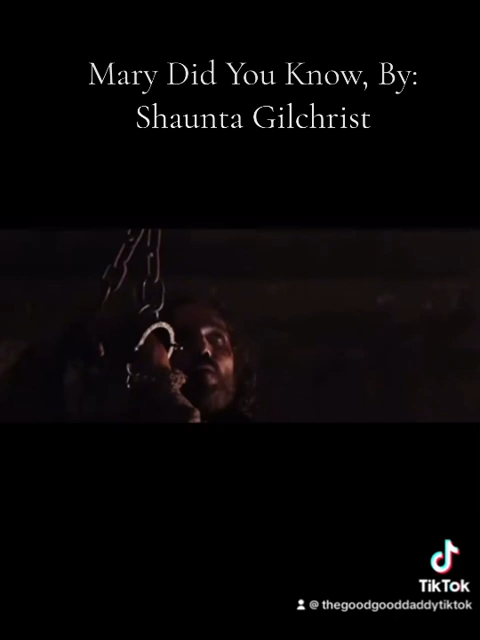 Mary Did You Know, By:
Shaunta Gilchrist
TikTok
@ thegoodgooddaddytiktok